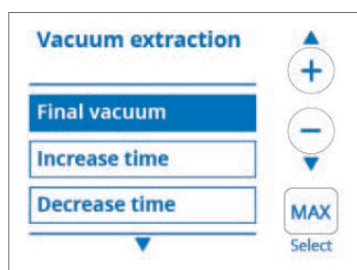 Vacuum extraction
+
Final vacuum
−
Increase time
Decrease time
MAX
Select